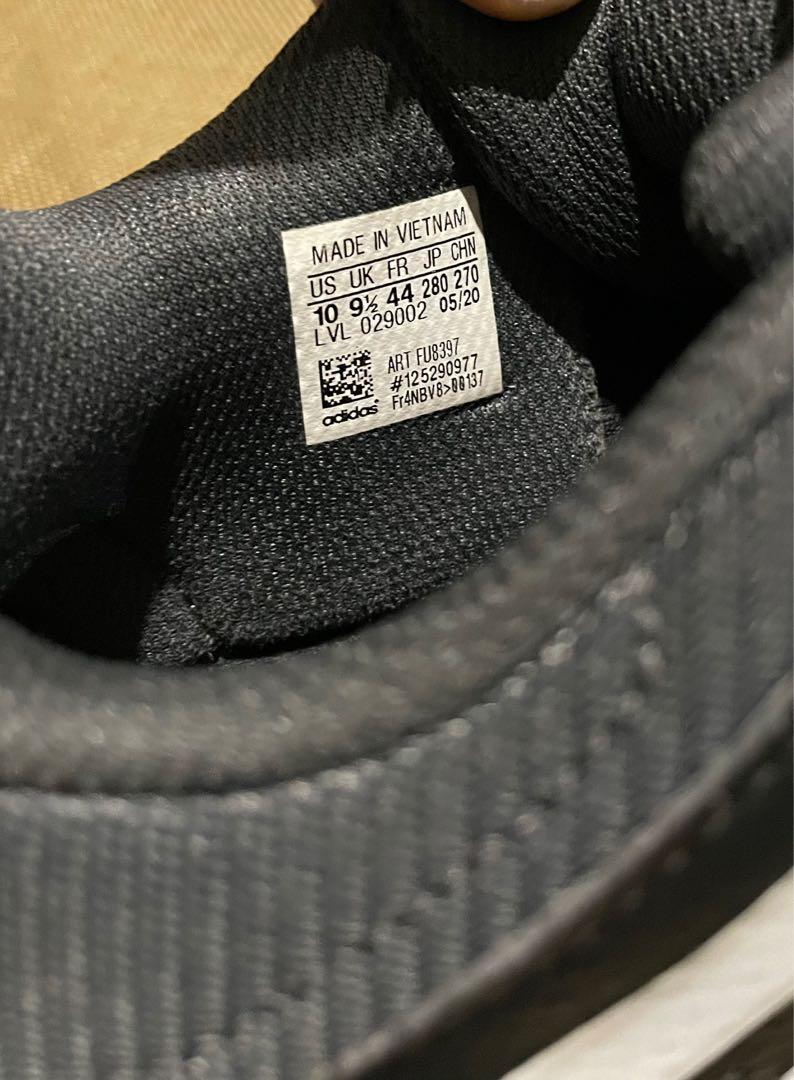 MADE IN VIETNAM
US UK FR JP CHN
10 9½ 44 280 270
LVL 029002 05/20
ART FU8397
#125290977
Fr4NBV8>00137
adidas